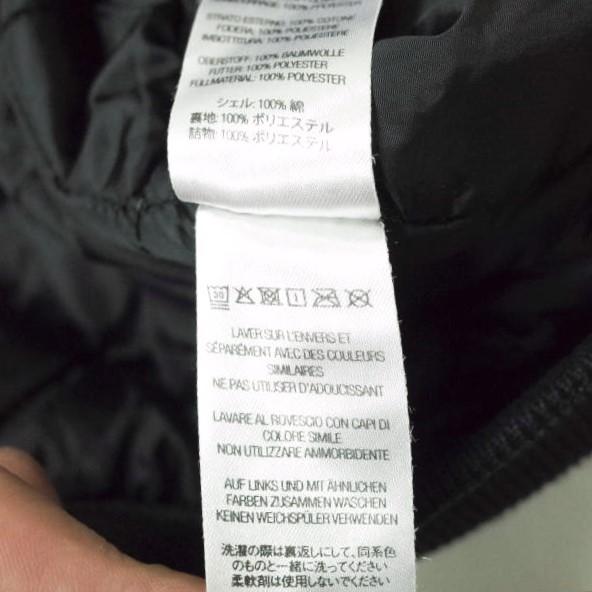 STRATO ESTERNO: 100% COTONE
FODERA: 100% POLIESTERE
IMBOTTITURA: 100% POLIESTERE
OBERSTOFF: 100% BAUMWOLLE
FUTTER: 100% POLYESTER
FÜLLMATERIAL: 100% POLYESTER
シェル: 100% 綿
裏地: 100% ポリエステル
詰物: 100% ポリエステル
30
LAVER SUR L'ENVERS ET
SÉPARÉMENT AVEC DES COULEURS
SIMILAIRES
NE PAS UTILISER D'ADOUCISSANT
LAVARE AL ROVESCIO CON CAPI DI
COLORE SIMILE
NON UTILIZZARE AMMORBIDENTE
AUF LINKS UND MIT ÄHNLICHEN
FARBEN ZUSAMMEN WASCHEN
KEINEN WEICHSPÜLER VERWENDEN
洗濯の際は裏返しにして、同系色
のものと一緒に洗ってください
柔軟剤は使用しないでください